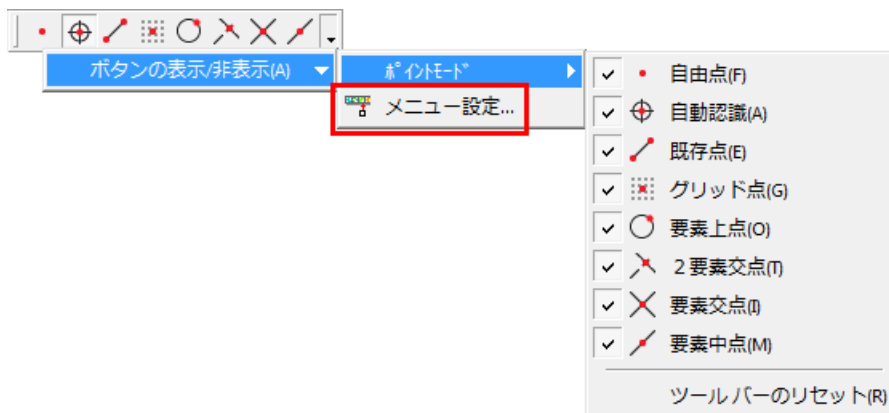 ボタンの表示/非表示(A)
ﾎﾟｲﾝﾄﾓｰﾄﾞ
メニュー設定...
自由点(F)
自動認識(A)
既存点(E)
グリッド点(G)
要素上点(O)
２要素交点(T)
要素交点(I)
要素中点(M)
ツール バーのリセット(R)